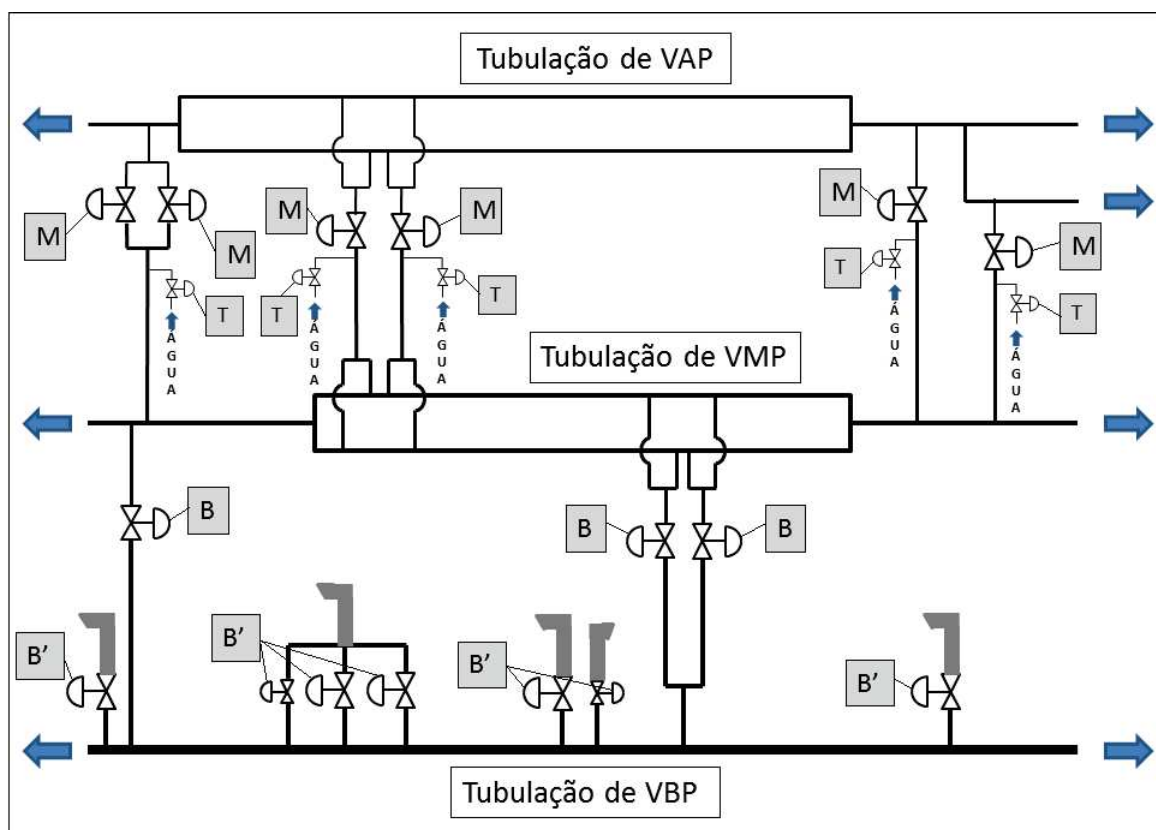 Tubulação de VAP
M
M
M
M
M
M
T
T
T
T
T
ÁGUA
ÁGUA
ÁGUA
ÁGUA
ÁGUA
Tubulação de VMP
B
B
B
B'
B'
B'
B'
Tubulação de VBP